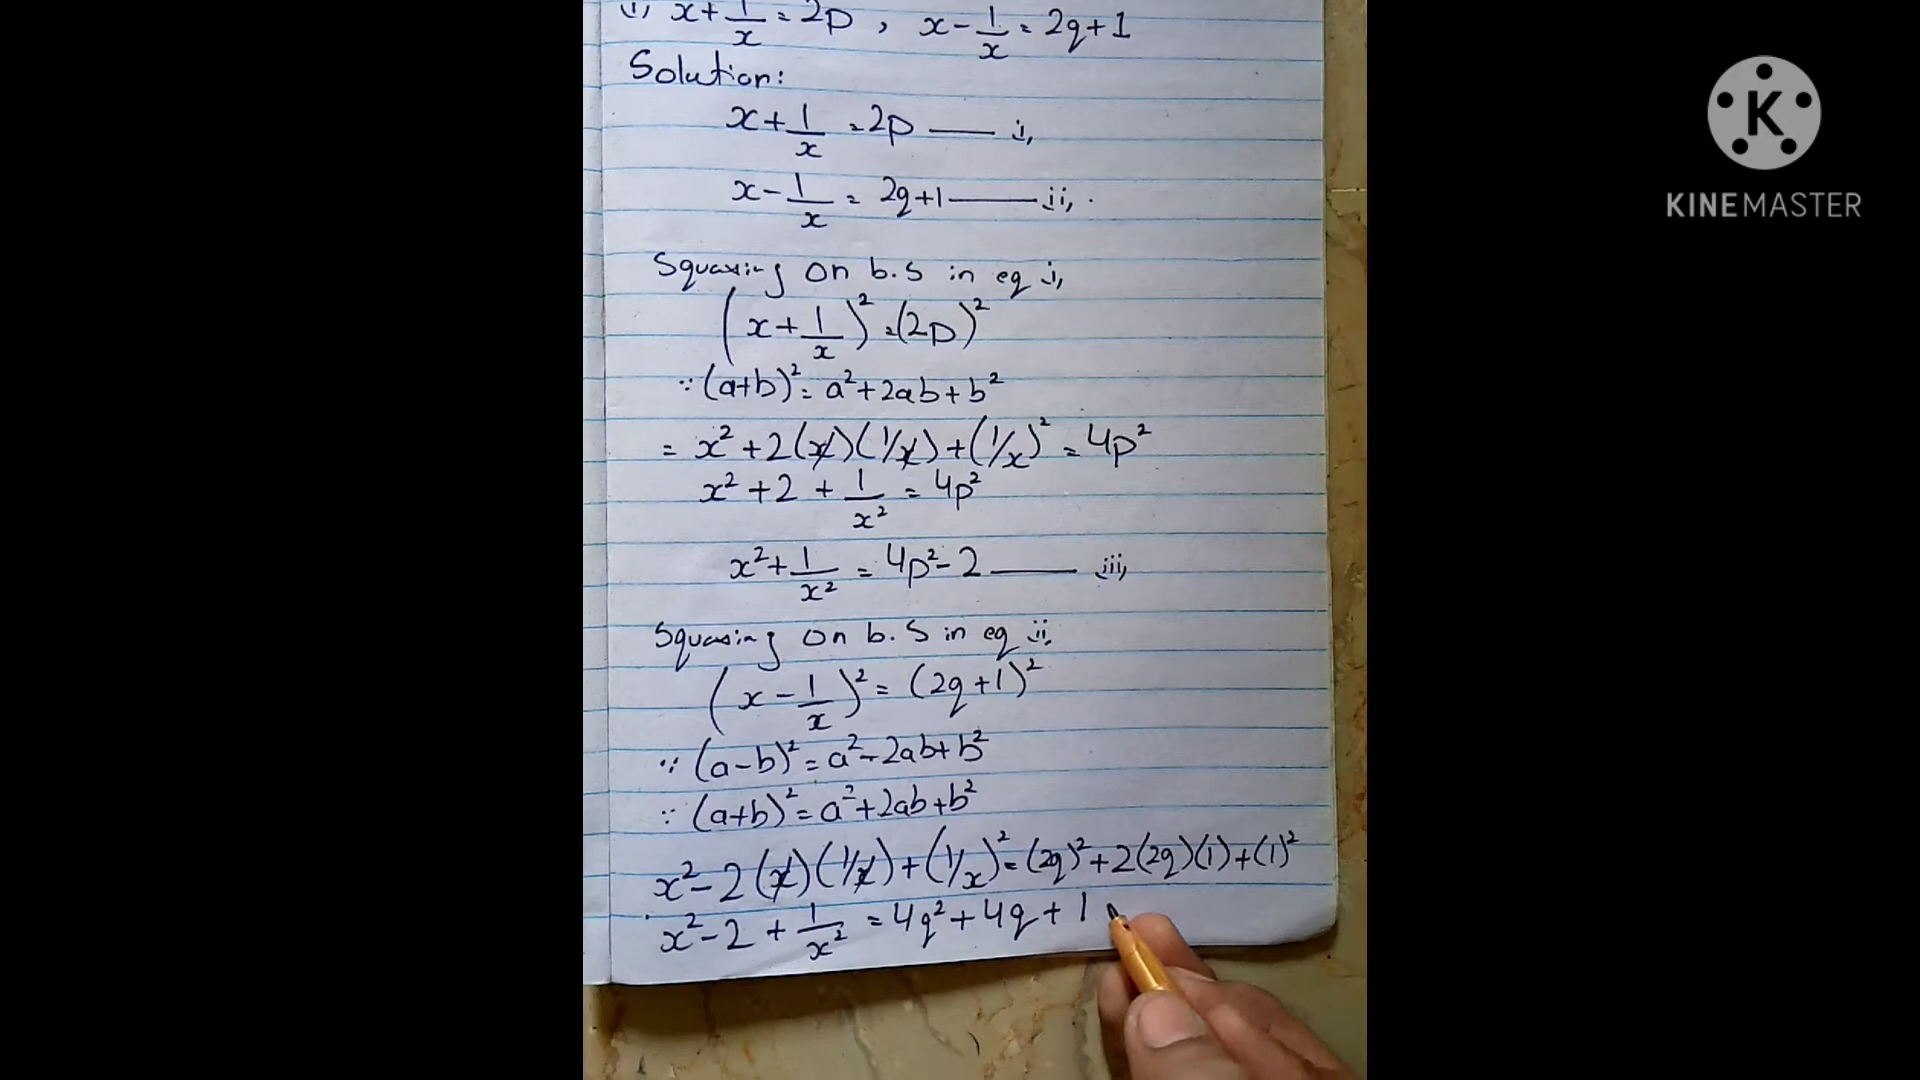 i, x + 1/x = 2p , x - 1/x = 2q + 1
Solution:
x + 1/x = 2p —— i,
x - 1/x = 2q+1 —— ii,
Squaring on b.s in eq i,
(x + 1/x)² = (2p)²
∵ (a+b)² = a² + 2ab + b²
= x² + 2(x)(1/x) + (1/x)² = 4p²
x² + 2 + 1/x² = 4p²
x² + 1/x² = 4p² - 2 —— iii,
Squaring on b.s in eq ii,
(x - 1/x)² = (2q+1)²
∵ (a-b)² = a² - 2ab + b²
∵ (a+b)² = a² + 2ab + b²
x² - 2(x)(1/x) + (1/x)² = (2q)² + 2(2q)(1) + (1)²
x² - 2 + 1/x² = 4q² + 4q + 1
K
KINEMASTER